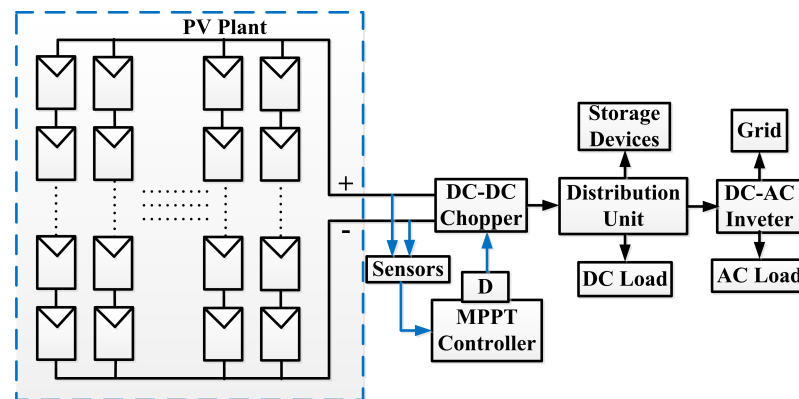 PV Plant
Storage
Devices
Grid
+
DC-DC
Chopper
Distribution
Unit
DC-AC
Inveter
-
Sensors
D
DC Load
AC Load
MPPT
Controller